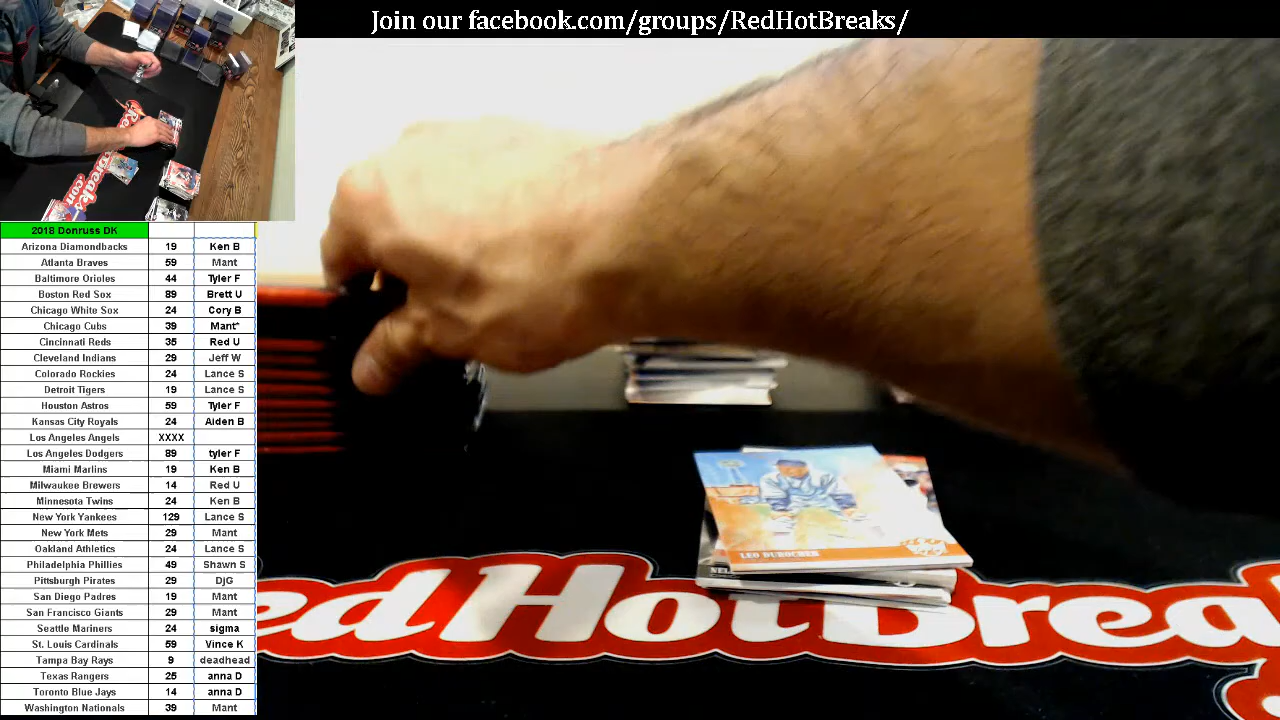 Join our facebook.com/groups/RedHotBreaks/
2018 Donruss DK
Arizona Diamondbacks 19 Ken B
Atlanta Braves 59 Mant
Baltimore Orioles 44 Tyler F
Boston Red Sox 89 Brett U
Chicago White Sox 24 Cory B
Chicago Cubs 39 Mant*
Cincinnati Reds 35 Red U
Cleveland Indians 29 Jeff W
Colorado Rockies 24 Lance S
Detroit Tigers 19 Lance S
Houston Astros 59 Tyler F
Kansas City Royals 24 Aiden B
Los Angeles Angels XXXX
Los Angeles Dodgers 89 tyler F
Miami Marlins 19 Ken B
Milwaukee Brewers 14 Red U
Minnesota Twins 24 Ken B
New York Yankees 129 Lance S
New York Mets 29 Mant
Oakland Athletics 24 Lance S
Philadelphia Phillies 49 Shawn S
Pittsburgh Pirates 29 DjG
San Diego Padres 19 Mant
San Francisco Giants 29 Mant
Seattle Mariners 24 sigma
St. Louis Cardinals 59 Vince K
Tampa Bay Rays 9 deadhead
Texas Rangers 25 anna D
Toronto Blue Jays 14 anna D
Washington Nationals 39 Mant
LEO DUROCHER
NEL
edHotBrea